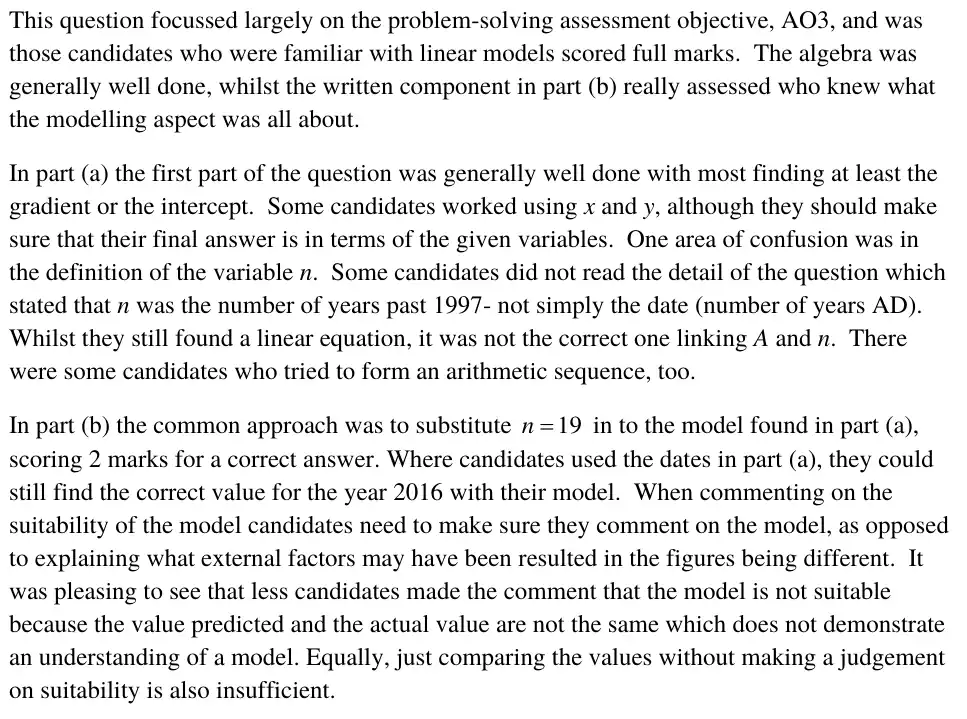 This question focussed largely on the problem-solving assessment objective, AO3, and was
those candidates who were familiar with linear models scored full marks.  The algebra was
generally well done, whilst the written component in part (b) really assessed who knew what
the modelling aspect was all about.
In part (a) the first part of the question was generally well done with most finding at least the
gradient or the intercept.  Some candidates worked using x and y, although they should make
sure that their final answer is in terms of the given variables.  One area of confusion was in
the definition of the variable n.  Some candidates did not read the detail of the question which
stated that n was the number of years past 1997- not simply the date (number of years AD).
Whilst they still found a linear equation, it was not the correct one linking A and n.  There
were some candidates who tried to form an arithmetic sequence, too.
In part (b) the common approach was to substitute n = 19 in to the model found in part (a),
scoring 2 marks for a correct answer. Where candidates used the dates in part (a), they could
still find the correct value for the year 2016 with their model.  When commenting on the
suitability of the model candidates need to make sure they comment on the model, as opposed
to explaining what external factors may have been resulted in the figures being different.  It
was pleasing to see that less candidates made the comment that the model is not suitable
because the value predicted and the actual value are not the same which does not demonstrate
an understanding of a model. Equally, just comparing the values without making a judgement
on suitability is also insufficient.